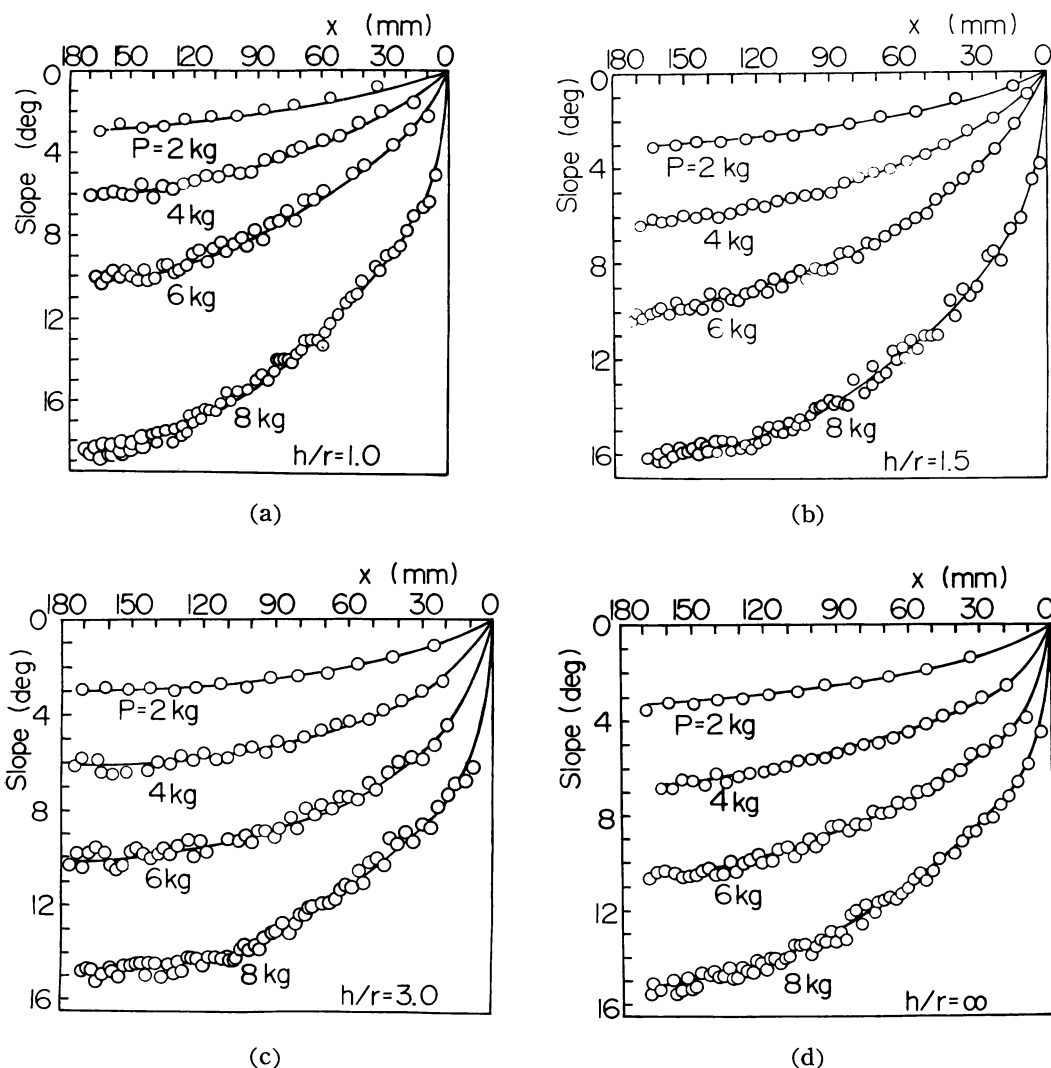 x (mm)
180 150 120 90 60 30 0
Slope (deg)
0
4
8
12
16
P=2 kg
4 kg
6 kg
8 kg
h/r=1.0
(a)
x (mm)
180 150 120 90 60 30 0
Slope (deg)
0
4
8
12
16
P=2 kg
4 kg
6 kg
8 kg
h/r=1.5
(b)
x (mm)
180 150 120 90 60 30 0
Slope (deg)
0
4
8
12
16
P=2 kg
4 kg
6 kg
8 kg
h/r=3.0
(c)
x (mm)
180 150 120 90 60 30 0
Slope (deg)
0
4
8
12
16
P=2 kg
4 kg
6 kg
8 kg
h/r=∞
(d)